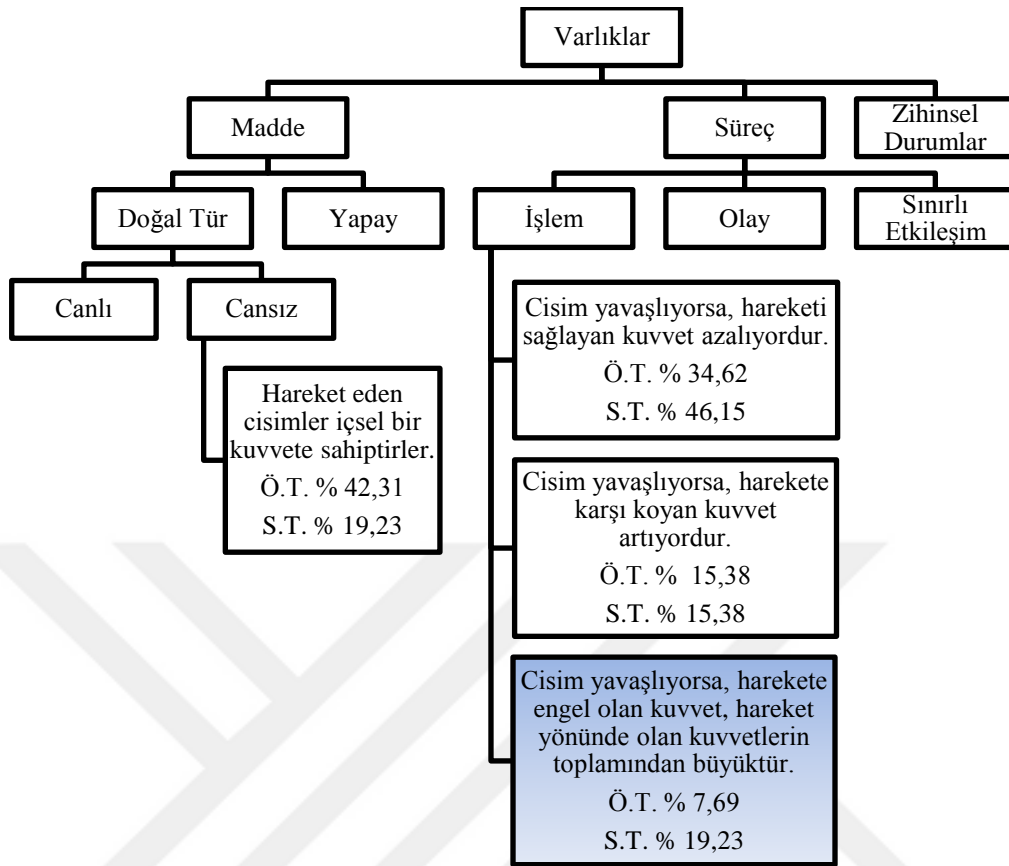 Varlıklar
Madde
Süreç
Zihinsel
Durumlar
Doğal Tür
Yapay
İşlem
Olay
Sınırlı
Etkileşim
Canlı
Cansız
Hareket eden
cisimler içsel bir
kuvvete sahiptirler.
Ö.T. % 42,31
S.T. % 19,23
Cisim yavaşlıyorsa, hareketi
sağlayan kuvvet azalıyordur.
Ö.T. % 34,62
S.T. % 46,15
Cisim yavaşlıyorsa, harekete
karşı koyan kuvvet
artıyordur.
Ö.T. % 15,38
S.T. % 15,38
Cisim yavaşlıyorsa, harekete
engel olan kuvvet, hareket
yönünde olan kuvvetlerin
toplamından büyüktür.
Ö.T. % 7,69
S.T. % 19,23